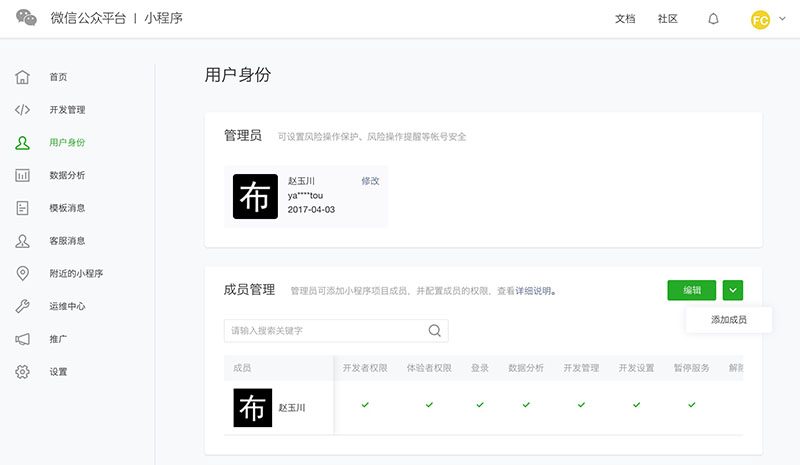 微信公众平台 | 小程序
文档 社区
FC
首页
开发管理
用户身份
数据分析
模板消息
客服消息
附近的小程序
运维中心
推广
设置
用户身份
管理员 可设置风险操作保护、风险操作提醒等帐号安全
布
赵玉川 修改
ya****tou
2017-04-03
成员管理 管理员可添加小程序项目成员，并配置成员的权限，查看详细说明。
编辑
添加成员
请输入搜索关键字
成员 开发者权限 体验者权限 登录 数据分析 开发管理 开发设置 暂停服务 解除
布 赵玉川